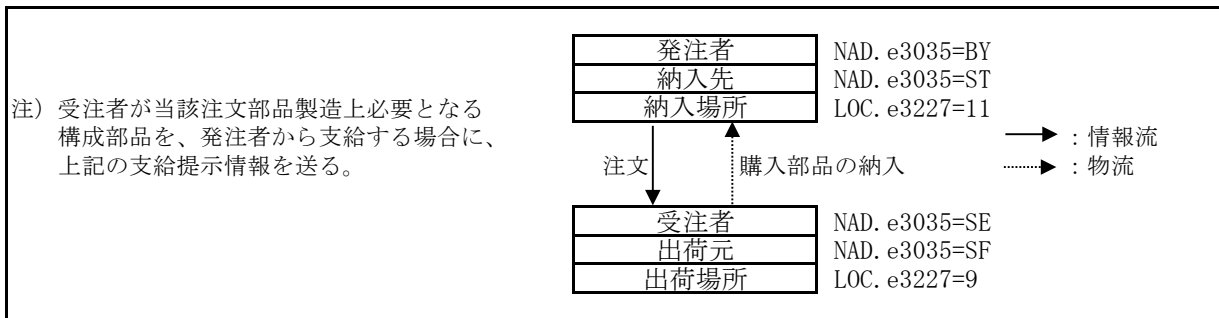 発注者 NAD.e3035=BY
納入先 NAD.e3035=ST
納入場所 LOC.e3227=11
注）受注者が当該注文部品製造上必要となる
構成部品を、発注者から支給する場合に、
上記の支給提示情報を送る。
：情報流
注文 購入部品の納入 ：物流
受注者 NAD.e3035=SE
出荷元 NAD.e3035=SF
出荷場所 LOC.e3227=9